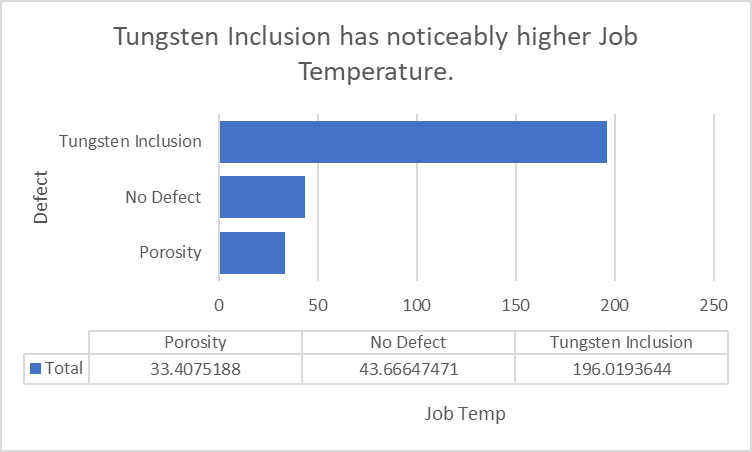 Tungsten Inclusion has noticeably higher Job
Temperature.
Defect
Tungsten Inclusion
No Defect
Porosity
0 50 100 150 200 250
Porosity No Defect Tungsten Inclusion
Total 33.4075188 43.66647471 196.0193644
Job Temp